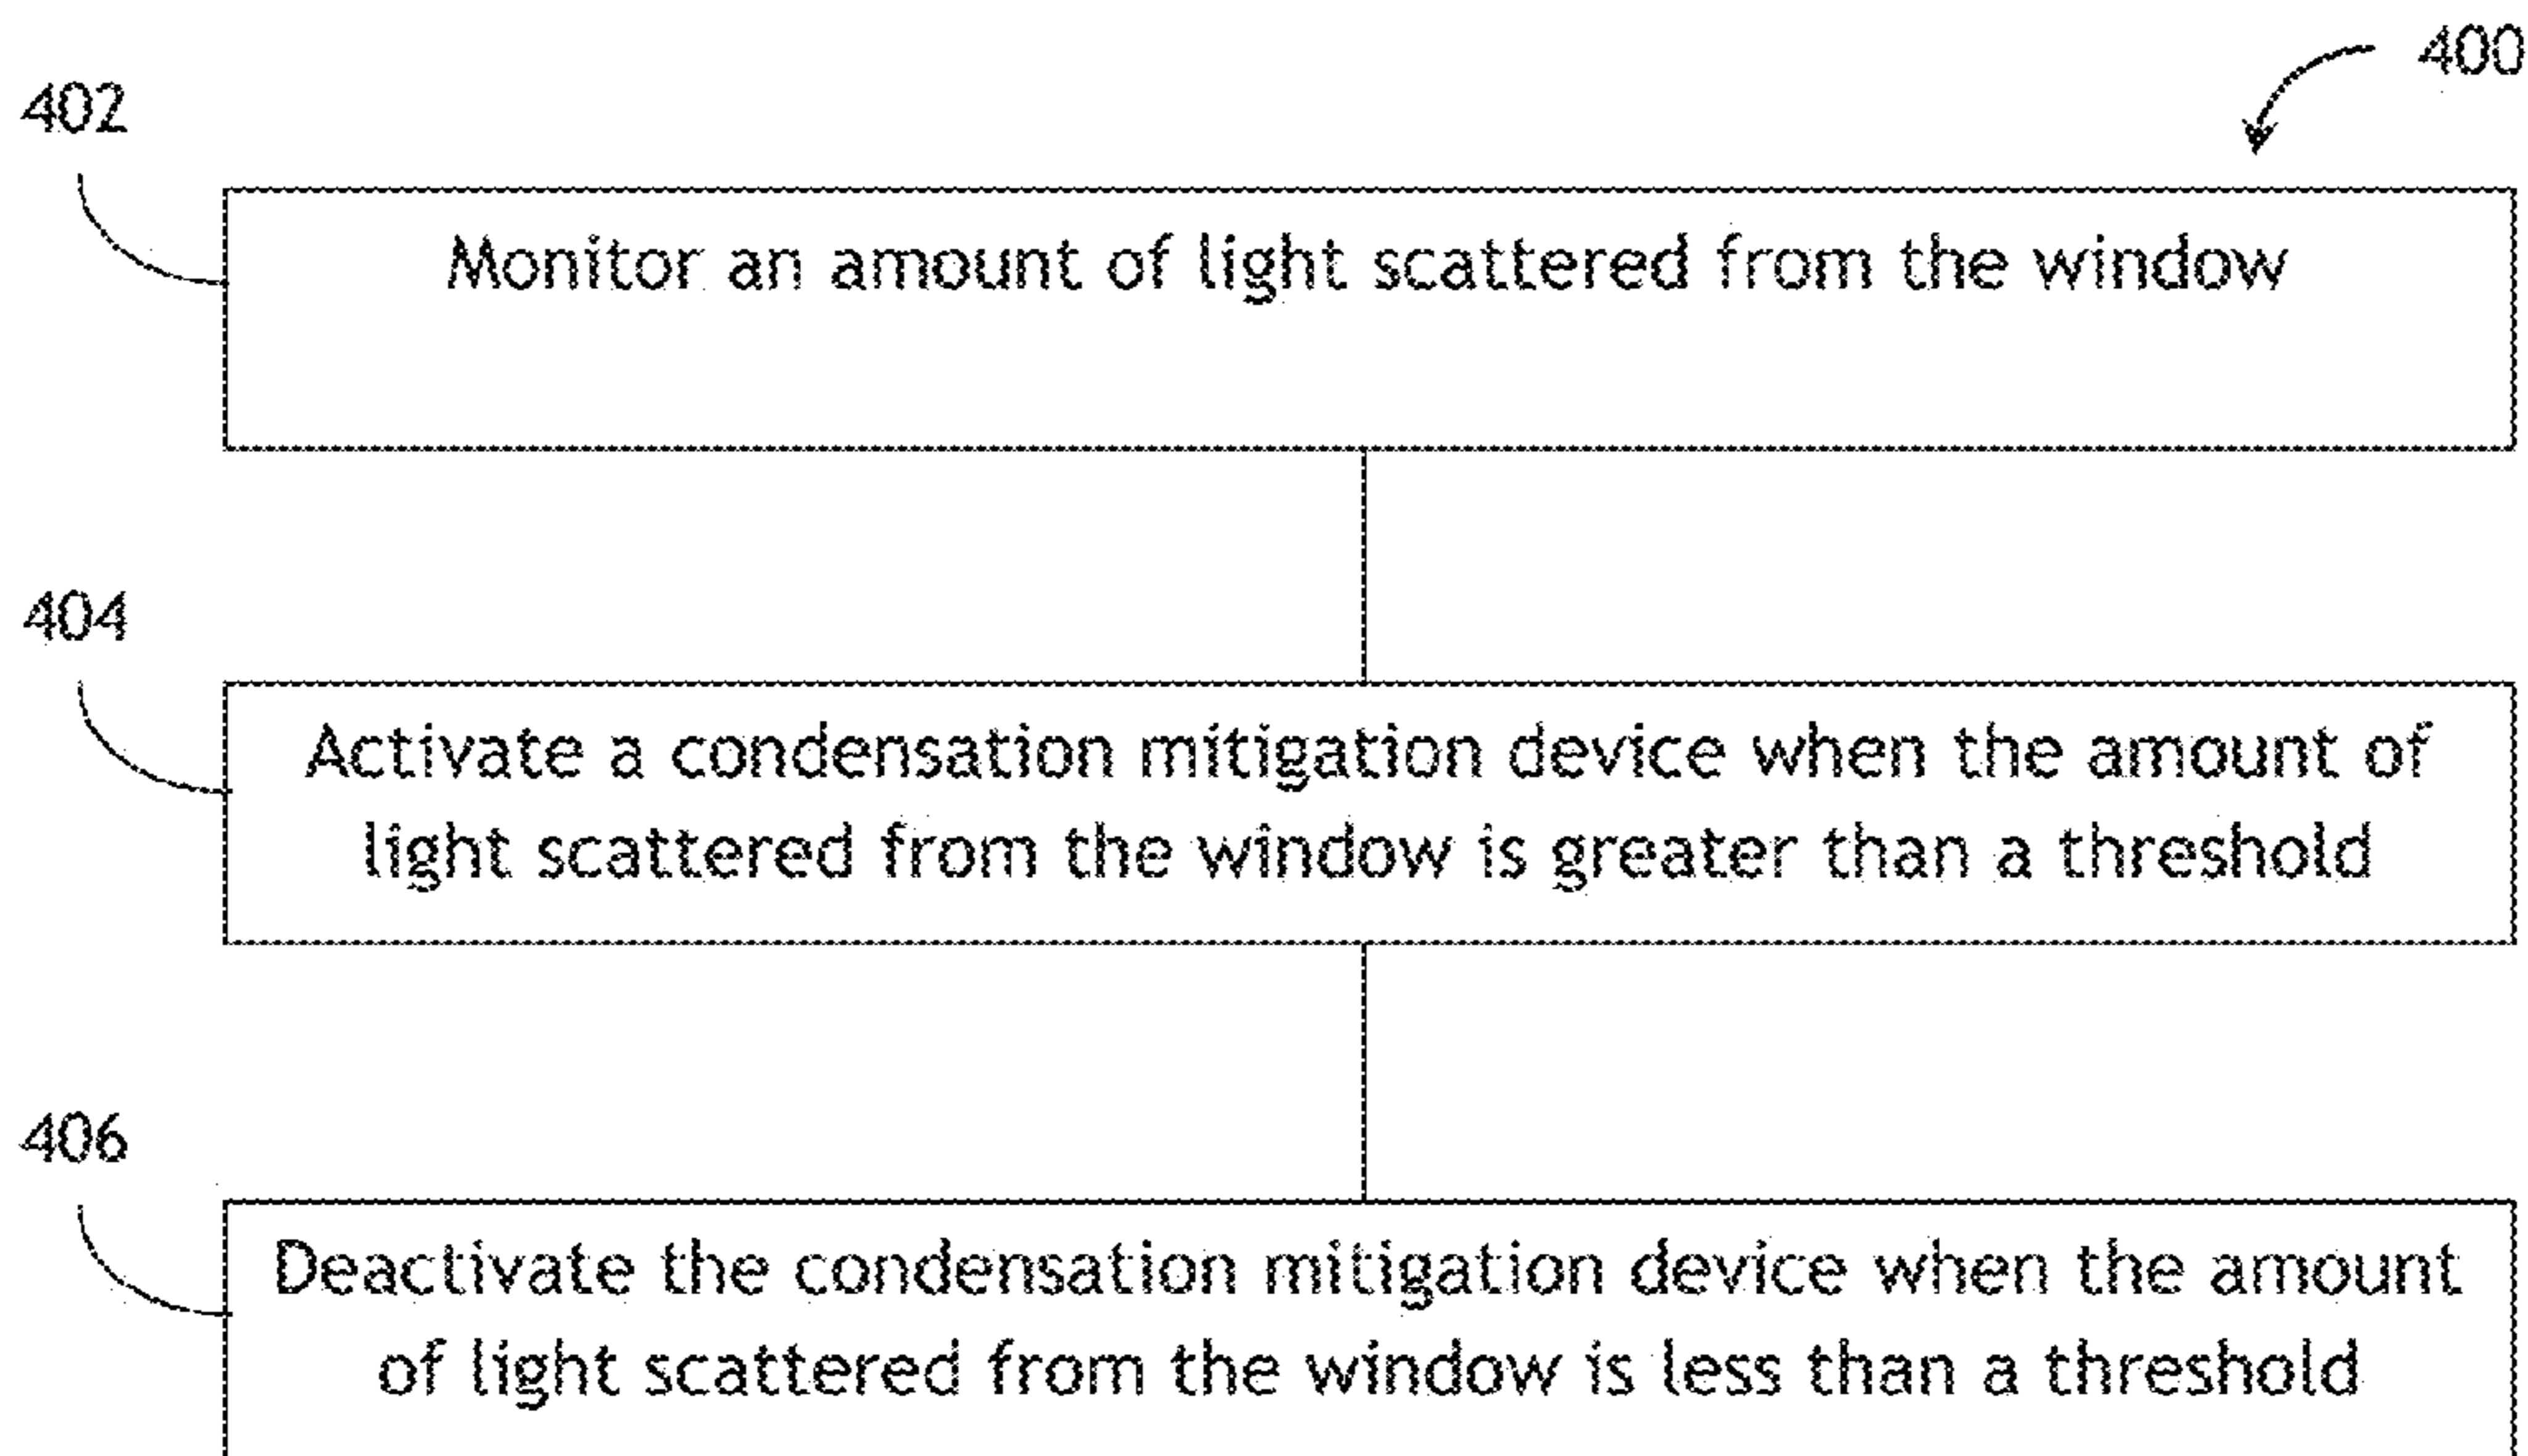 400
402
Monitor an amount of light scattered from the window
404
Activate a condensation mitigation device when the amount of
light scattered from the window is greater than a threshold
406
Deactivate the condensation mitigation device when the amount
of light scattered from the window is less than a threshold